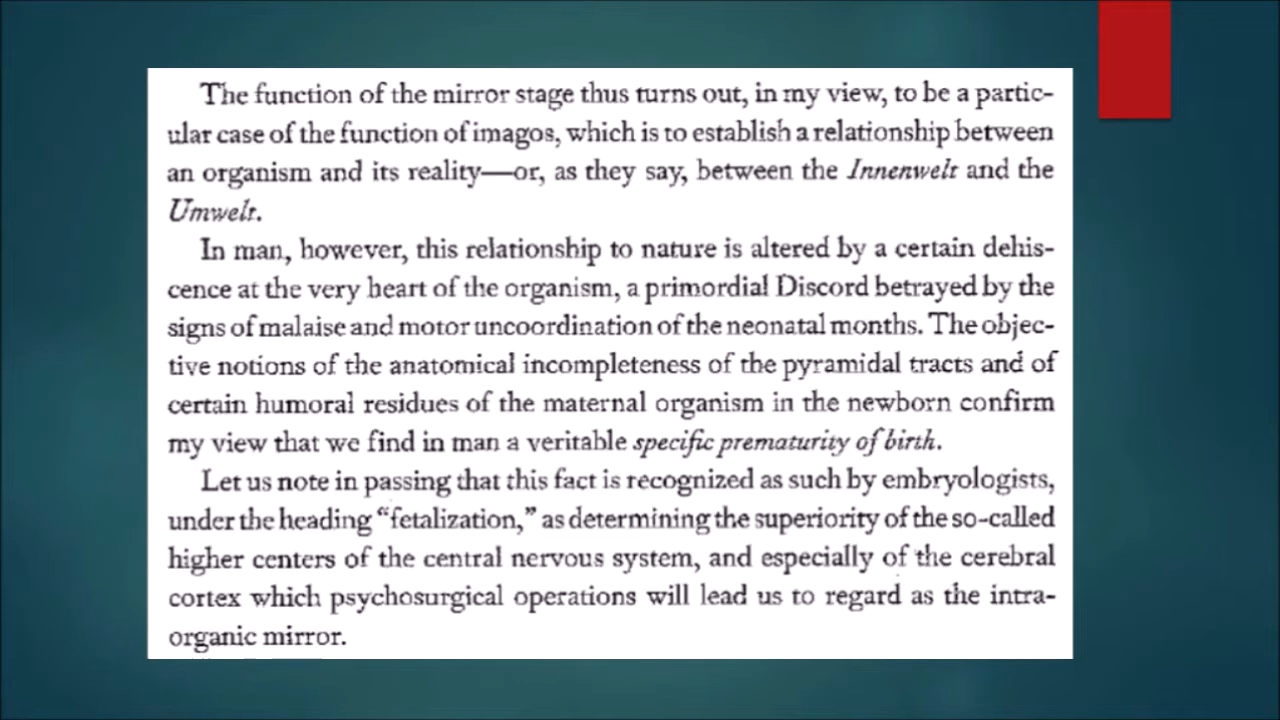 The function of the mirror stage thus turns out, in my view, to be a partic-
ular case of the function of imagos, which is to establish a relationship between
an organism and its reality—or, as they say, between the Innenwelt and the
Umwelt.
In man, however, this relationship to nature is altered by a certain dehis-
cence at the very heart of the organism, a primordial Discord betrayed by the
signs of malaise and motor uncoordination of the neonatal months. The objec-
tive notions of the anatomical incompleteness of the pyramidal tracts and of
certain humoral residues of the maternal organism in the newborn confirm
my view that we find in man a veritable specific prematurity of birth.
Let us note in passing that this fact is recognized as such by embryologists,
under the heading “fetalization,” as determining the superiority of the so-called
higher centers of the central nervous system, and especially of the cerebral
cortex which psychosurgical operations will lead us to regard as the intra-
organic mirror.